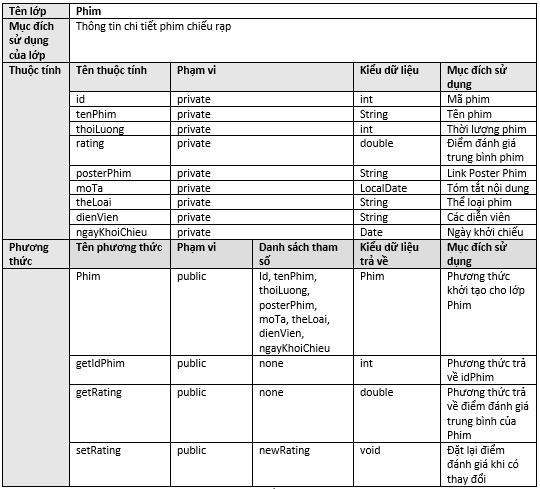 Tên lớp Phim
Mục đích sử dụng của lớp Thông tin chi tiết phim chiếu rạp
Thuộc tính Tên thuộc tính Phạm vi Kiểu dữ liệu Mục đích sử dụng
id private int Mã phim
tenPhim private String Tên phim
thoiLuong private int Thời lượng phim
rating private double Điểm đánh giá trung bình phim
posterPhim private String Link Poster Phim
moTa private LocalDate Tóm tắt nội dung
theLoai private String Thể loại phim
dienVien private String Các diễn viên
ngayKhoiChieu private Date Ngày khởi chiếu
Phương thức Tên phương thức Phạm vi Danh sách tham số Kiểu dữ liệu trả về Mục đích sử dụng
Phim public Id, tenPhim, thoiLuong, posterPhim, moTa, theLoai, dienVien, ngayKhoiChieu Phim Phương thức khởi tạo cho lớp Phim
getIdPhim public none int Phương thức trả về idPhim
getRating public none double Phương thức trả về điểm đánh giá trung bình của Phim
setRating public newRating void Đặt lại điểm đánh giá khi có thay đổi